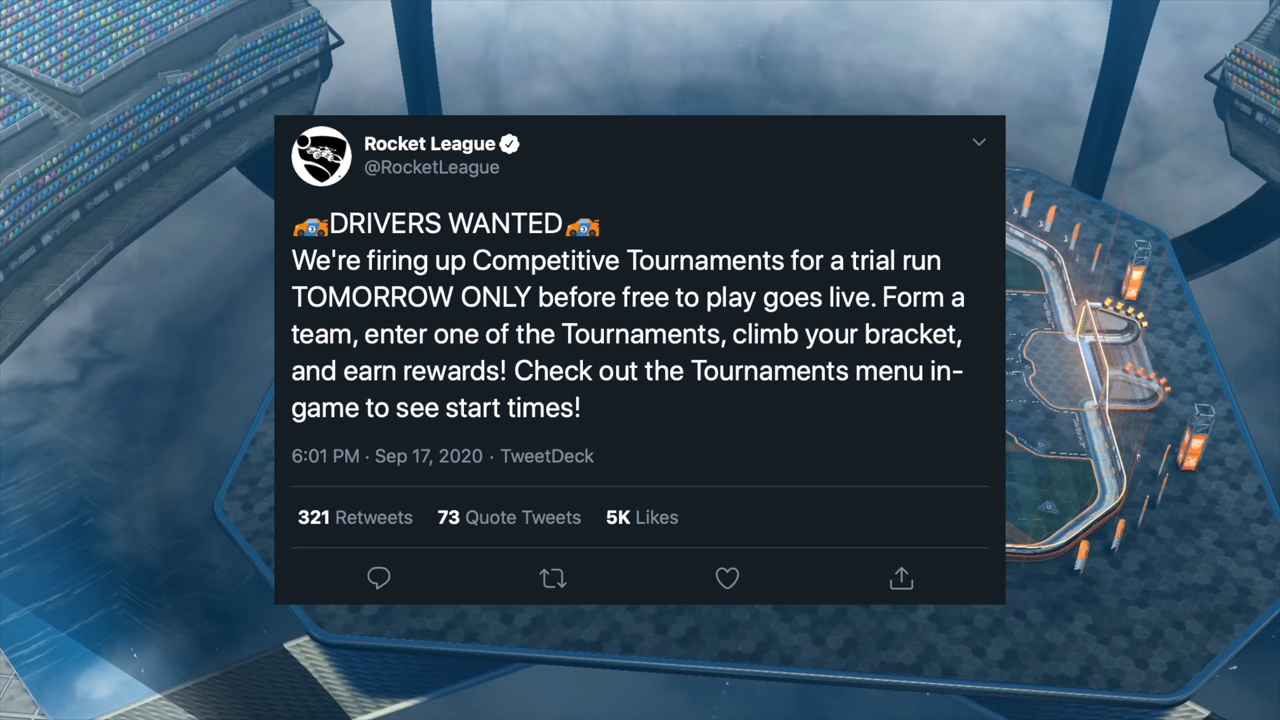 Rocket League
@RocketLeague
🏎DRIVERS WANTED🏎
We're firing up Competitive Tournaments for a trial run
TOMORROW ONLY before free to play goes live. Form a
team, enter one of the Tournaments, climb your bracket,
and earn rewards! Check out the Tournaments menu in-
game to see start times!
6:01 PM · Sep 17, 2020 · TweetDeck
321 Retweets 73 Quote Tweets 5K Likes